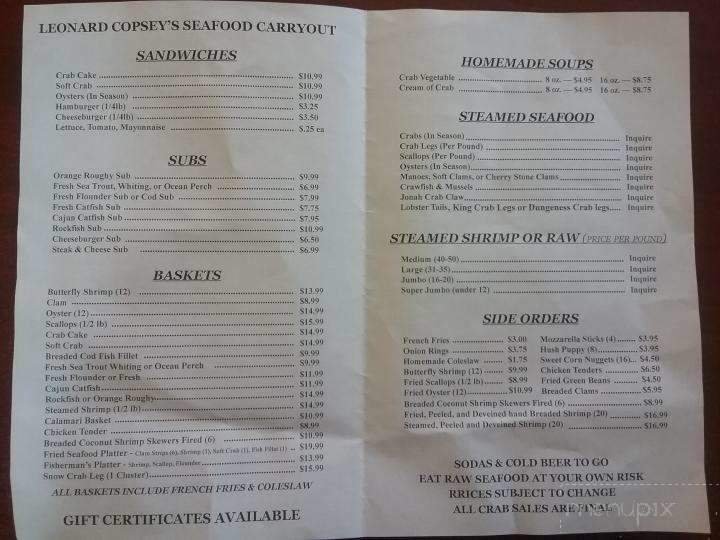 LEONARD COPSEY'S SEAFOOD CARRYOUT
SANDWICHES
Crab Cake ........ $10.99
Soft Crab ........ $10.99
Oysters (In Season) ........ $10.99
Hamburger (1/4lb) ........ $3.25
Cheeseburger (1/4lb) ........ $3.50
Lettuce, Tomato, Mayonnaise ........ $.25 ea
SUBS
Orange Roughy Sub ........ $9.99
Fresh Sea Trout, Whiting, or Ocean Perch ........ $6.99
Fresh Flounder Sub or Cod Sub ........ $7.99
Fresh Catfish Sub ........ $7.75
Cajun Catfish Sub ........ $7.95
Rockfish Sub ........ $10.99
Cheeseburger Sub ........ $6.50
Steak & Cheese Sub ........ $6.99
BASKETS
Butterfly Shrimp (12) ........ $13.99
Clam ........ $8.99
Oyster (12) ........ $14.99
Scallops (1/2 lb) ........ $15.99
Crab Cake ........ $14.99
Soft Crab ........ $14.99
Breaded Cod Fish Fillet ........ $9.99
Fresh Sea Trout Whiting or Ocean Perch ........ $9.99
Fresh Flounder or Fresh ........ $11.99
Cajun Catfish ........ $11.99
Rockfish or Orange Roughy ........ $14.99
Steamed Shrimp (1/2 lb) ........ $14.99
Calamari Basket ........ $10.99
Chicken Tender ........ $8.99
Breaded Coconut Shrimp Skewers Fired (6) ........ $10.99
Fried Seafood Platter - Clam Strips (6), Shrimp (1), Soft Crab (1), Fish Fillet (1) ... $19.99
Fisherman's Platter - Shrimp, Scallop, Flounder ........ $13.99
Snow Crab Leg (1 Cluster) ........ $15.99
ALL BASKETS INCLUDE FRENCH FRIES & COLESLAW
GIFT CERTIFICATES AVAILABLE
HOMEMADE SOUPS
Crab Vegetable ........ 8 oz. — $4.95 16 oz. — $8.75
Cream of Crab ........ 8 oz. — $4.95 16 oz. — $8.75
STEAMED SEAFOOD
Crabs (In Season) ........ Inquire
Crab Legs (Per Pound) ........ Inquire
Scallops (Per Pound) ........ Inquire
Oysters (In Season) ........ Inquire
Manoes, Soft Clams, or Cherry Stone Clams ........ Inquire
Crawfish & Mussels ........ Inquire
Jonah Crab Claw ........ Inquire
Lobster Tails, King Crab Legs or Dungeness Crab legs ..... Inquire
STEAMED SHRIMP OR RAW (PRICE PER POUND)
Medium (40-50) ........ Inquire
Large (31-35) ........ Inquire
Jumbo (16-20) ........ Inquire
Super Jumbo (under 12) ........ Inquire
SIDE ORDERS
French Fries ........ $3.00 Mozzarella Sticks (4) ...... $3.95
Onion Rings ........ $3.75 Hush Puppy (8) ........ $3.95
Homemade Coleslaw ........ $1.75 Sweet Corn Nuggets (16)... $4.50
Butterfly Shrimp (12) ........ $9.99 Chicken Tenders ........ $6.50
Fried Scallops (1/2 lb) ...... $8.99 Fried Green Beans ........ $4.50
Fried Oyster (12) ........ $10.99 Breaded Clams ........ $5.95
Breaded Coconut Shrimp Skewers Fired (6) ........ $8.99
Fried, Peeled, and Deveined hand Breaded Shrimp (20) ........ $16.99
Steamed, Peeled, and Deveined Shrimp (20) ........ $16.99
SODAS & COLD BEER TO GO
EAT RAW SEAFOOD AT YOUR OWN RISK
RRICES SUBJECT TO CHANGE
ALL CRAB SALES ARE FINAL
menupix